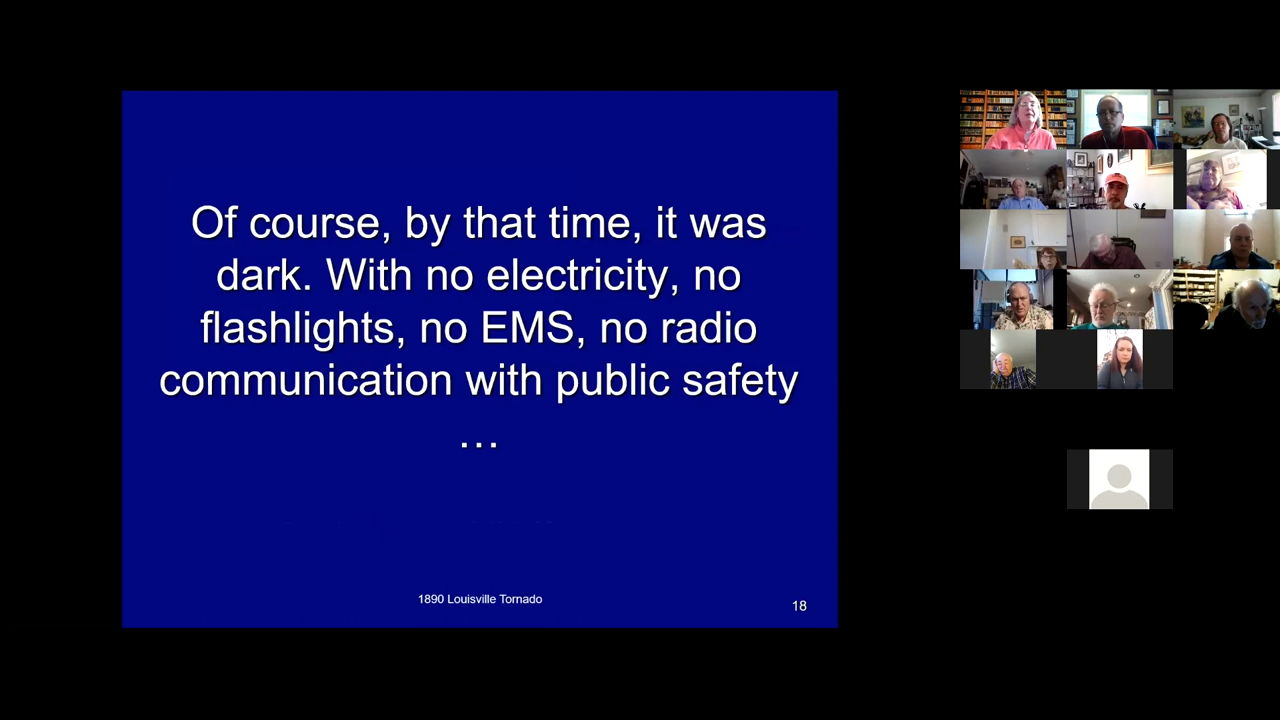 Of course, by that time, it was
dark. With no electricity, no
flashlights, no EMS, no radio
communication with public safety
…
1890 Louisville Tornado
18